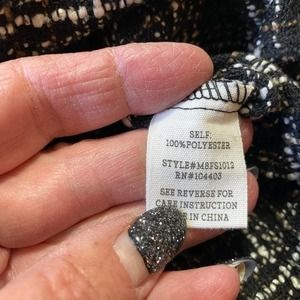 SELF:
100%POLYESTER
STYLE#M8FS1012
RN#104403
SEE REVERSE FOR
CARE INSTRUCTION
IN CHINA